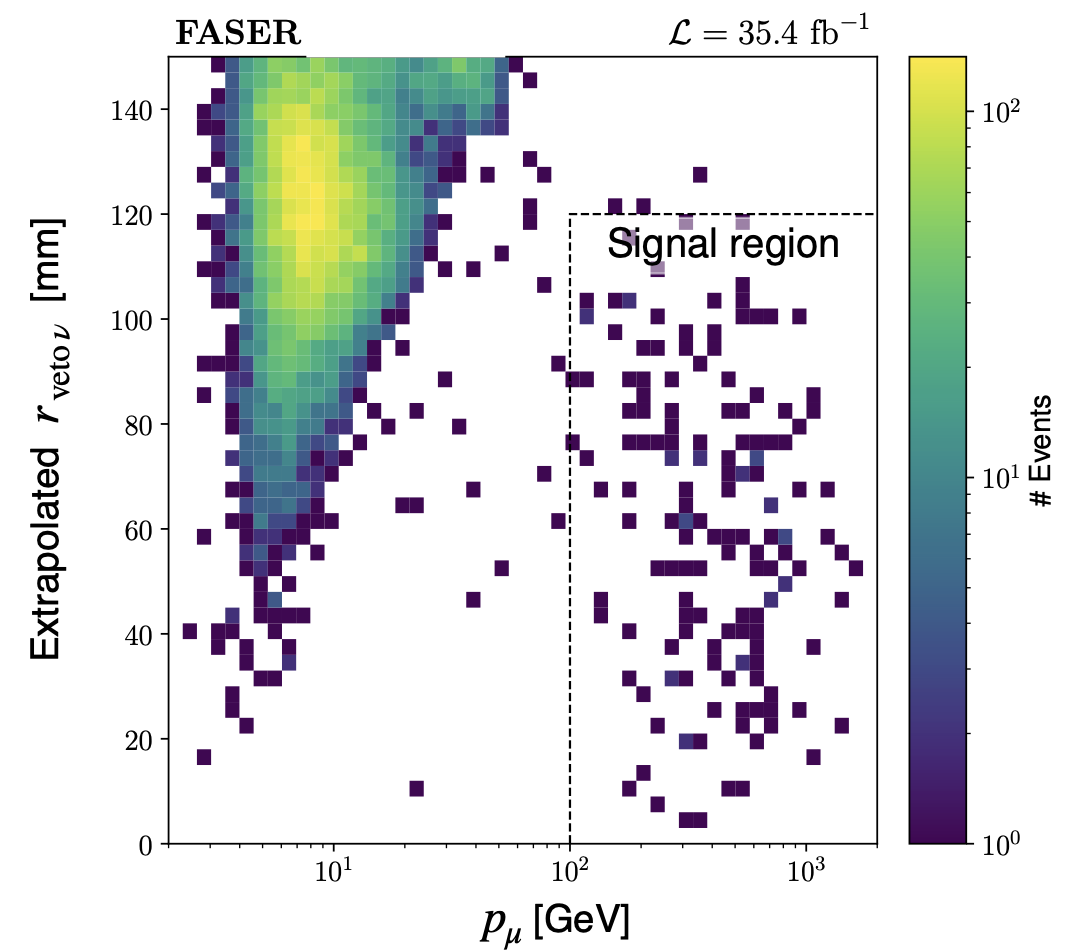 FASER
ℒ = 35.4 fb⁻¹
Extrapolated r veto ν [mm]
140
120
100
80
60
40
20
0
Signal region
10¹
10²
10³
p_μ [GeV]
10²
10¹
10⁰
# Events